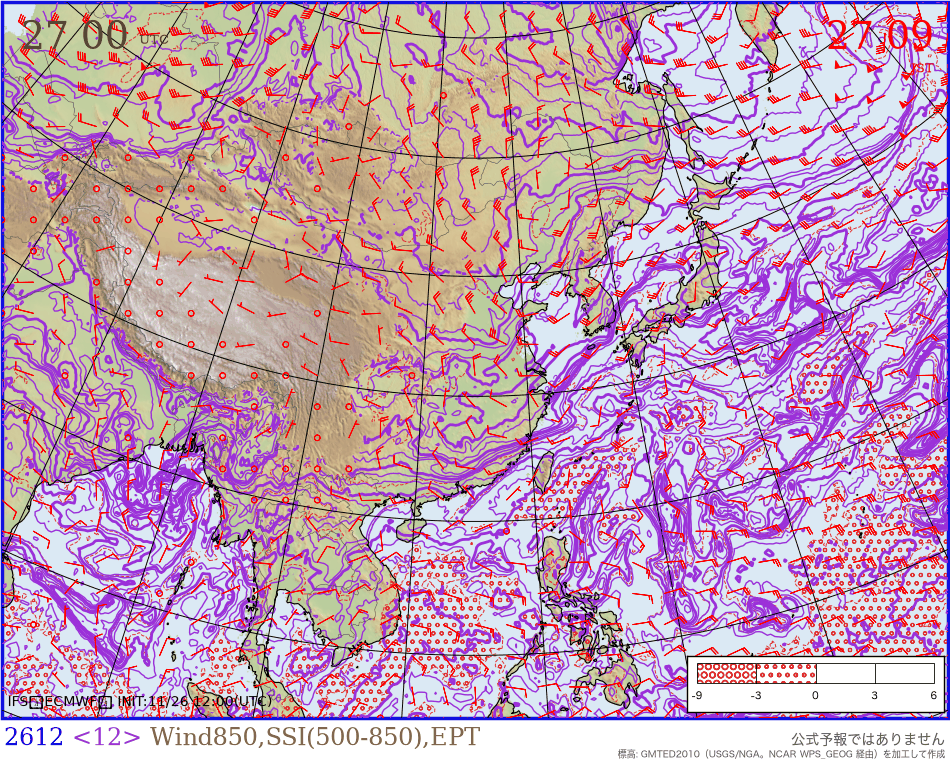 27 00 UTC
27 09
JST
IFS□ECMWF□ INIT:11/26 12:00(UTC)
-9 -3 0 3 6
2612 <12> Wind850,SSI(500-850),EPT
公式予報ではありません
標高: GMTED2010（USGS/NGA。NCAR WPS_GEOG 経由）を加工して作成